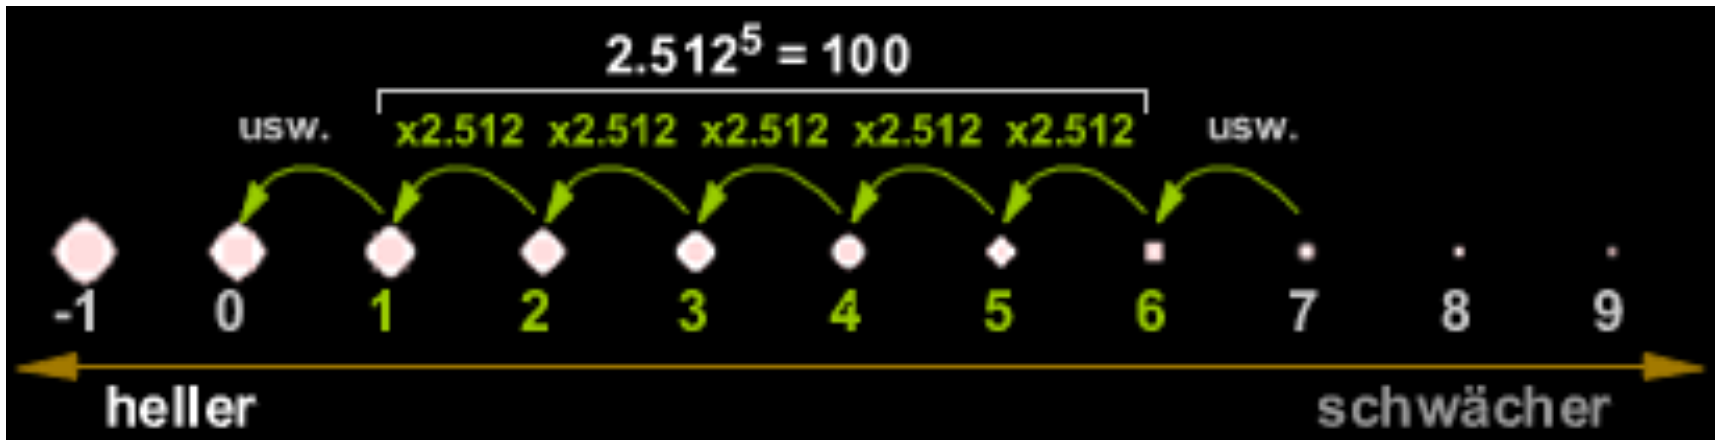 2.512⁵ = 100
usw. x2.512 x2.512 x2.512 x2.512 x2.512 usw.
-1 0 1 2 3 4 5 6 7 8 9
heller schwächer